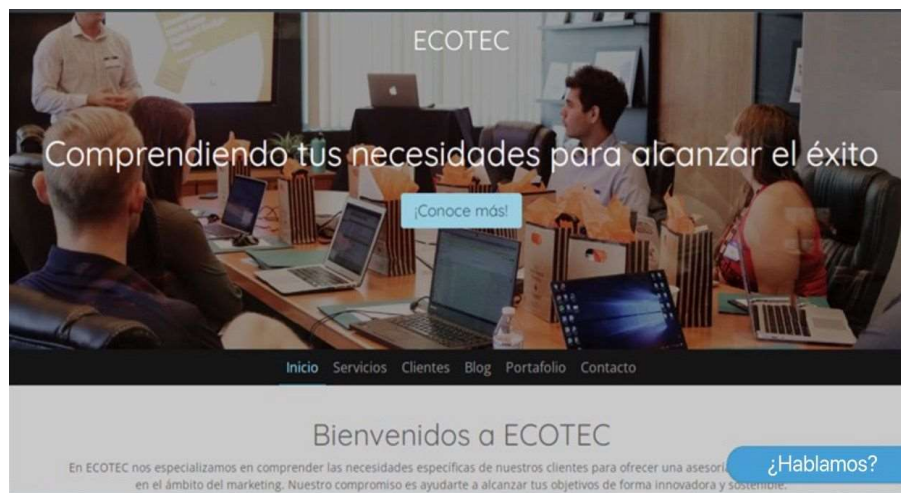 ECOTEC
Comprendiendo tus necesidades para alcanzar el éxito
¡Conoce más!
Inicio Servicios Clientes Blog Portafolio Contacto
Bienvenidos a ECOTEC
En ECOTEC nos especializamos en comprender las necesidades específicas de nuestros clientes para ofrecer una asesoría
¿Hablamos?
en el ámbito del marketing. Nuestro compromiso es ayudarte a alcanzar tus objetivos de forma innovadora y sostenible.